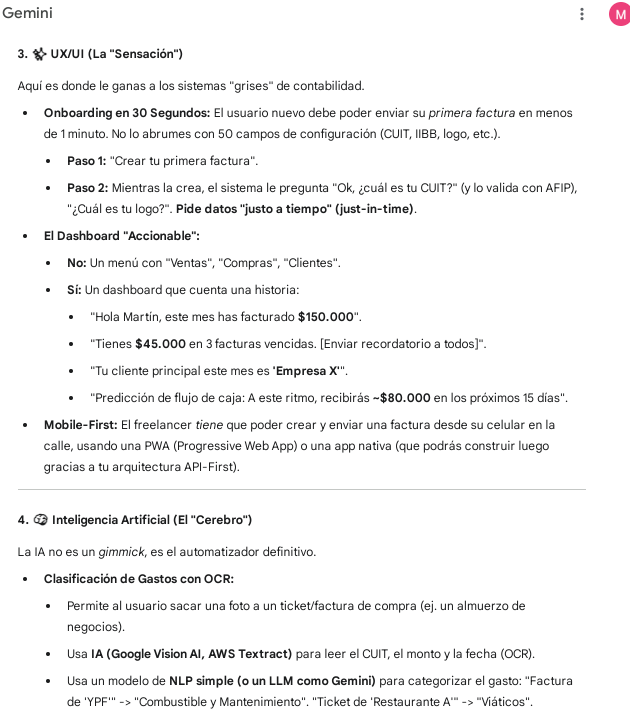 Gemini
M
3. UX/UI (La "Sensación")
Aquí es donde le ganas a los sistemas "grises" de contabilidad.
Onboarding en 30 Segundos: El usuario nuevo debe poder enviar su primera factura en menos
de 1 minuto. No lo abrumes con 50 campos de configuración (CUIT, IIBB, logo, etc.).
Paso 1: "Crear tu primera factura".
Paso 2: Mientras la crea, el sistema le pregunta "Ok, ¿cuál es tu CUIT?" (y lo valida con AFIP),
"¿Cuál es tu logo?". Pide datos "justo a tiempo" (just-in-time).
El Dashboard "Accionable":
No: Un menú con "Ventas", "Compras", "Clientes".
Sí: Un dashboard que cuenta una historia:
"Hola Martín, este mes has facturado $150.000".
"Tienes $45.000 en 3 facturas vencidas. [Enviar recordatorio a todos]".
"Tu cliente principal este mes es 'Empresa X'".
"Predicción de flujo de caja: A este ritmo, recibirás ~$80.000 en los próximos 15 días".
Mobile-First: El freelancer tiene que poder crear y enviar una factura desde su celular en la
calle, usando una PWA (Progressive Web App) o una app nativa (que podrás construir luego
gracias a tu arquitectura API-First).
4. Inteligencia Artificial (El "Cerebro")
La IA no es un gimmick, es el automatizador definitivo.
Clasificación de Gastos con OCR:
Permite al usuario sacar una foto a un ticket/factura de compra (ej. un almuerzo de
negocios).
Usa IA (Google Vision AI, AWS Textract) para leer el CUIT, el monto y la fecha (OCR).
Usa un modelo de NLP simple (o un LLM como Gemini) para categorizar el gasto: "Factura
de 'YPF'" -> "Combustible y Mantenimiento". "Ticket de 'Restaurante A'" -> "Viáticos".